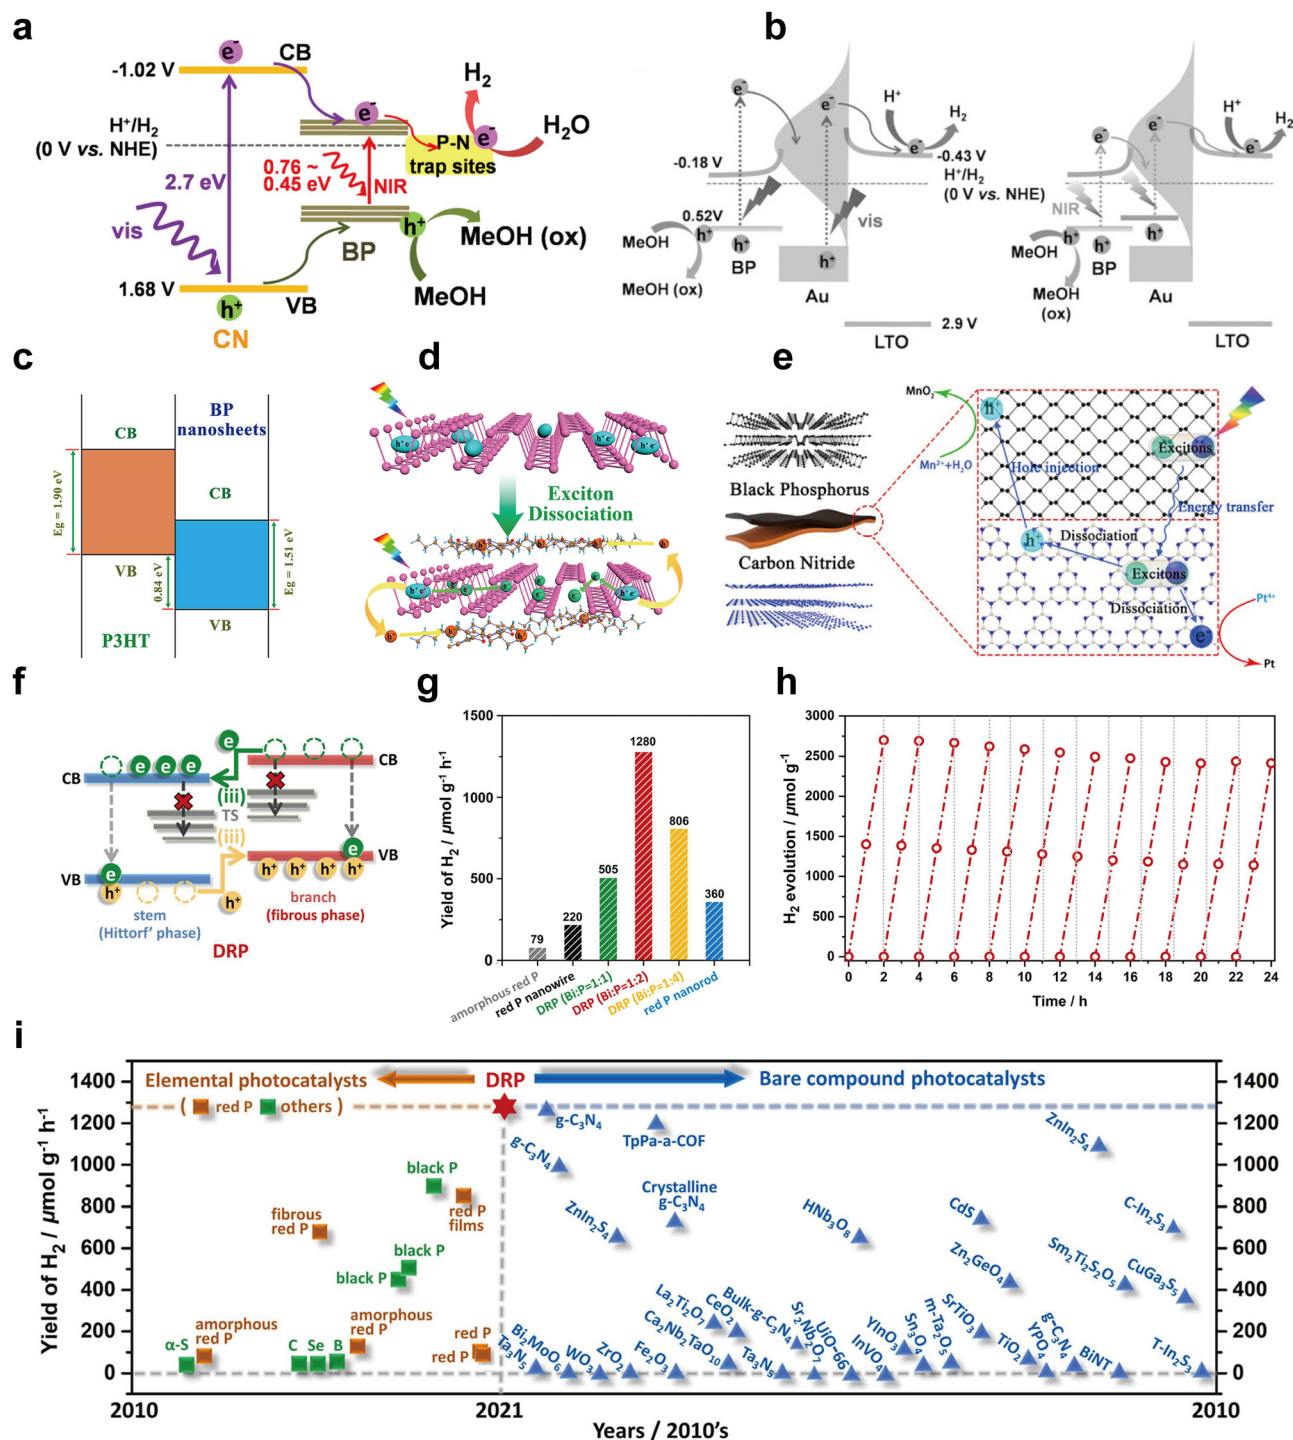 a
e⁻
CB
-1.02 V
H₂
e⁻
H⁺/H₂
(0 V vs. NHE)
P-N
trap sites
e⁻
H₂O
2.7 eV
0.76 ~
0.45 eV
NIR
vis
h⁺
MeOH (ox)
BP
MeOH
1.68 V
VB
h⁺
CN
b
e⁻
e⁻
H⁺
H₂
e⁻
-0.18 V
-0.43 V
H⁺/H₂
(0 V vs. NHE)
0.52V
vis
MeOH
h⁺
h⁺
BP
h⁺
MeOH (ox)
Au
2.9 V
LTO
e⁻
e⁻
H⁺
H₂
e⁻
NIR
h⁺
h⁺
h⁺
MeOH
BP
MeOH
(ox)
Au
LTO
c
BP
nanosheets
CB
CB
Eg = 1.90 eV
Eg = 1.51 eV
0.84 eV
VB
VB
P3HT
d
h⁺ e⁻
h⁺ e⁻
Exciton
Dissociation
e
MnO₂
h⁺
Mn²⁺+H₂O
Hole injection
Excitons
Black Phosphorus
Energy transfer
h⁺
Dissociation
Carbon Nitride
Excitons
Dissociation
Pt⁴⁺
e⁻
Pt
f
e
CB
e e e
CB
(iii)
TS
(iii)
e
VB
h⁺ h⁺ h⁺ h⁺
e
VB
h⁺
h⁺
stem
(Hittorf' phase)
branch
(fibrous phase)
DRP
g
Yield of H₂ / μmol g⁻¹ h⁻¹
1500
1000
500
0
79
220
505
1280
806
360
amorphous red P
red P nanowire
DRP (Bi:P=1:1)
DRP (Bi:P=1:2)
DRP (Bi:P=1:4)
red P nanorod
h
H₂ evolution / μmol g⁻¹
3000
2500
2000
1500
1000
500
0
0 2 4 6 8 10 12 14 16 18 20 22 24
Time / h
i
Yield of H₂ / μmol g⁻¹ h⁻¹
1400
1200
1000
800
600
400
200
0
1400
1200
1000
800
600
400
200
0
Elemental photocatalysts
DRP
Bare compound photocatalysts
( red P others )
g-C₃N₄
TpPa-a-COF
ZnIn₂S₄
g-C₃N₄
black P
red P
films
Crystalline
g-C₃N₄
fibrous
red P
ZnIn₂S₄
HNb₃O₈
CdS
C-In₂S₃
black P
black P
Zn₂GeO₄
Sm₂Ti₂S₂O₅
CuGa₃S₅
α-S
amorphous
red P
C
Se
B
amorphous
red P
red P
red P
Ta₃N₅
Bi₂MoO₆
WO₃
ZrO₂
Fe₂O₃
La₂Ti₂O₇
CeO₂
Ca₂Nb₂TaO₁₀
Bulk-g-C₃N₄
Ta₃N₅
Sr₂Nb₂O₇
UiO-66
InVO₄
YInO₃
Sn₃O₄
m-Ta₂O₅
SrTiO₃
TiO₂
YPO₄
g-C₃N₄
BiNT
T-In₂S₃
2010
2021
2010
Years / 2010's